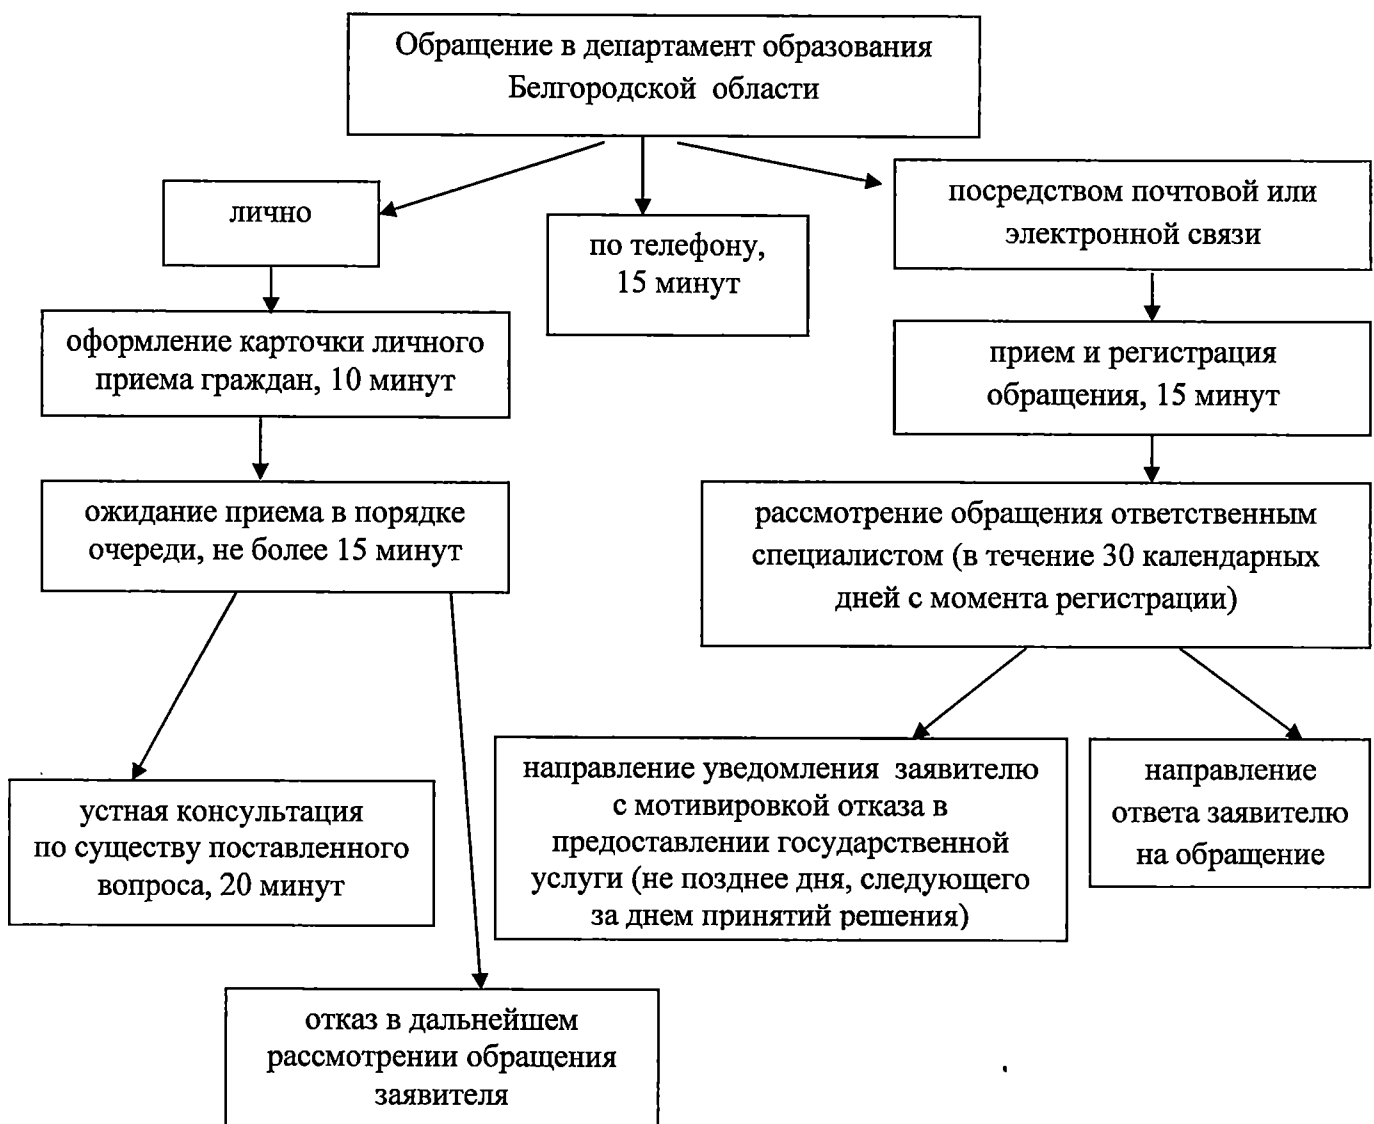 Обращение в департамент образования
Белгородской области
лично
по телефону,
15 минут
посредством почтовой или
электронной связи
оформление карточки личного
приема граждан, 10 минут
прием и регистрация
обращения, 15 минут
ожидание приема в порядке
очереди, не более 15 минут
рассмотрение обращения ответственным
специалистом (в течение 30 календарных
дней с момента регистрации)
устная консультация
по существу поставленного
вопроса, 20 минут
направление уведомления заявителю
с мотивировкой отказа в
предоставлении государственной
услуги (не позднее дня, следующего
за днем принятий решения)
направление
ответа заявителю
на обращение
отказ в дальнейшем
рассмотрении обращения
заявителя